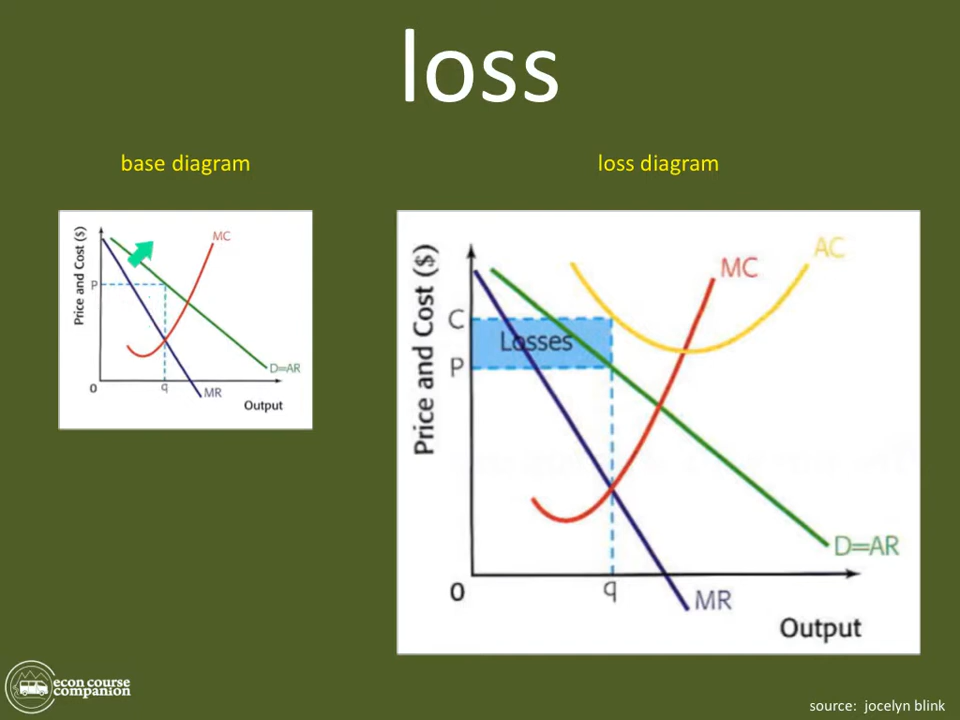 loss
base diagram
loss diagram
Price and Cost ($)
MC
P
D=AR
0
q
MR
Output
Price and Cost ($)
AC
MC
C
Losses
P
D=AR
0
q
MR
Output
econ course
companion
source: jocelyn blink